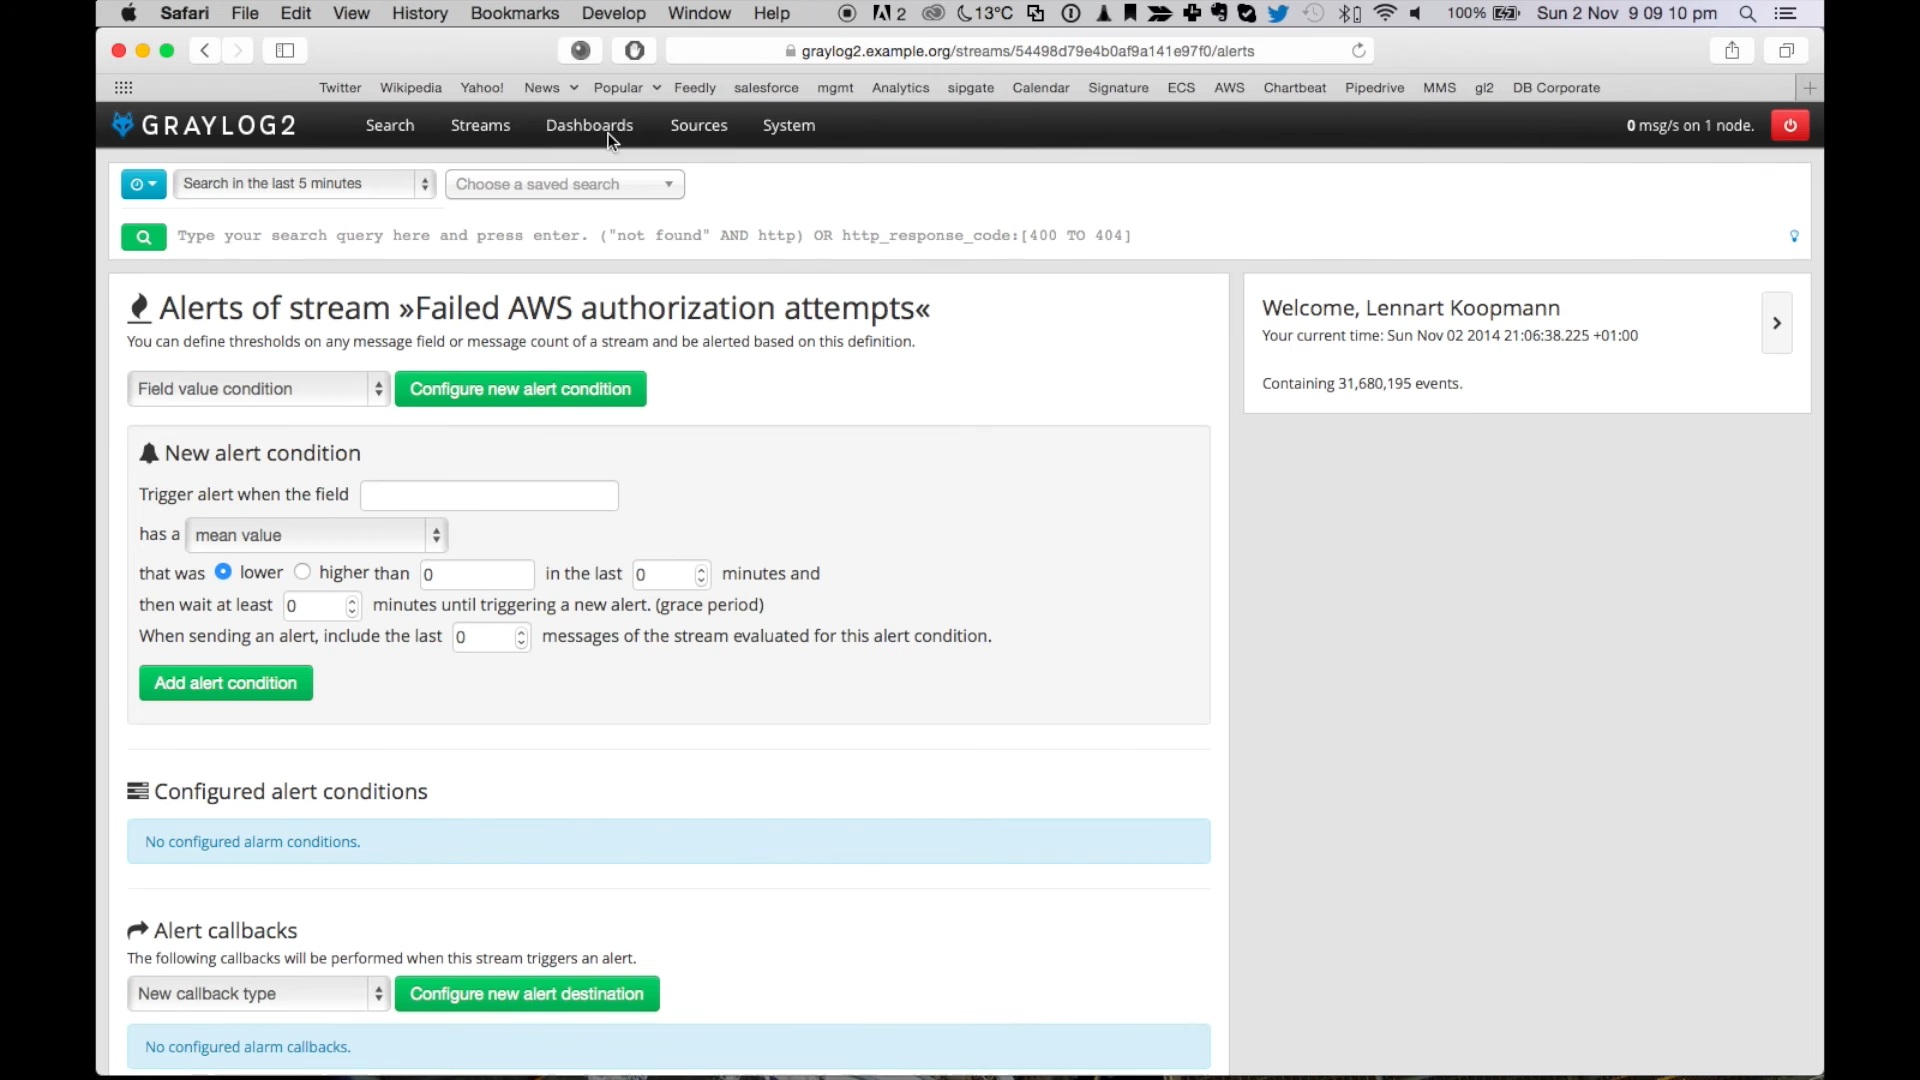 Safari File Edit View History Bookmarks Develop Window Help 2 13°C 100% Sun 2 Nov 9 09 10 pm
graylog2.example.org/streams/54498d79e4b0af9a141e97f0/alerts
Twitter Wikipedia Yahoo! News Popular Feedly salesforce mgmt Analytics sipgate Calendar Signature ECS AWS Chartbeat Pipedrive MMS gl2 DB Corporate
GRAYLOG2 Search Streams Dashboards Sources System 0 msg/s on 1 node.
Search in the last 5 minutes Choose a saved search
Type your search query here and press enter. ("not found" AND http) OR http_response_code:[400 TO 404]
Alerts of stream »Failed AWS authorization attempts«
You can define thresholds on any message field or message count of a stream and be alerted based on this definition.
Field value condition Configure new alert condition
New alert condition
Trigger alert when the field
has a mean value
that was lower higher than 0 in the last 0 minutes and
then wait at least 0 minutes until triggering a new alert. (grace period)
When sending an alert, include the last 0 messages of the stream evaluated for this alert condition.
Add alert condition
Configured alert conditions
No configured alarm conditions.
Alert callbacks
The following callbacks will be performed when this stream triggers an alert.
New callback type Configure new alert destination
No configured alarm callbacks.
Welcome, Lennart Koopmann
Your current time: Sun Nov 02 2014 21:06:38.225 +01:00
Containing 31,680,195 events.